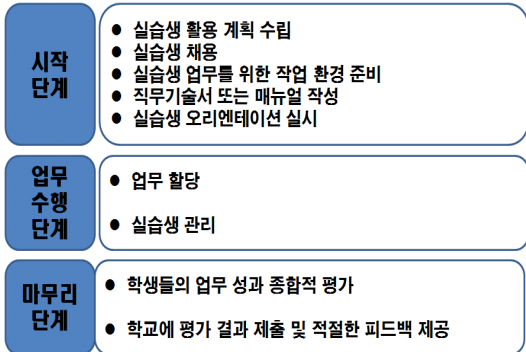 시작
단계
● 실습생 활용 계획 수립
● 실습생 채용
● 실습생 업무를 위한 작업 환경 준비
● 직무기술서 또는 매뉴얼 작성
● 실습생 오리엔테이션 실시
업무
수행
단계
● 업무 할당
● 실습생 관리
마무리
단계
● 학생들의 업무 성과 종합적 평가
● 학교에 평가 결과 제출 및 적절한 피드백 제공